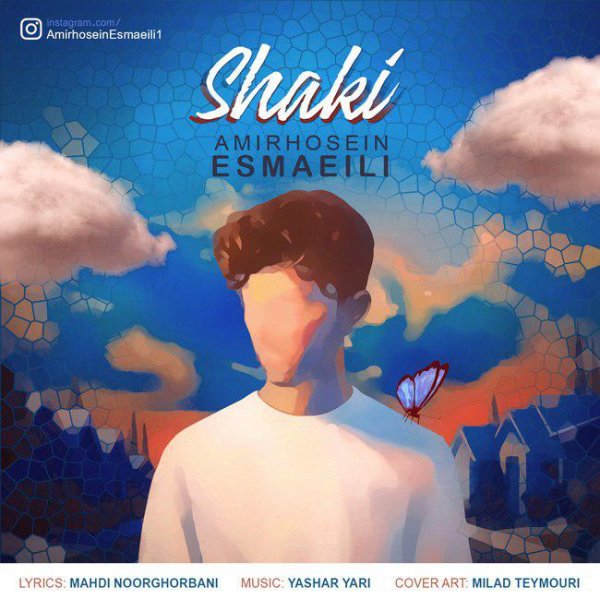 instagram.com/
AmirhoseinEsmaeili1
Shaki
AMIRHOSEIN
ESMAEILI
LYRICS: MAHDI NOORGHORBANI MUSIC: YASHAR YARI COVER ART: MILAD TEYMOURI